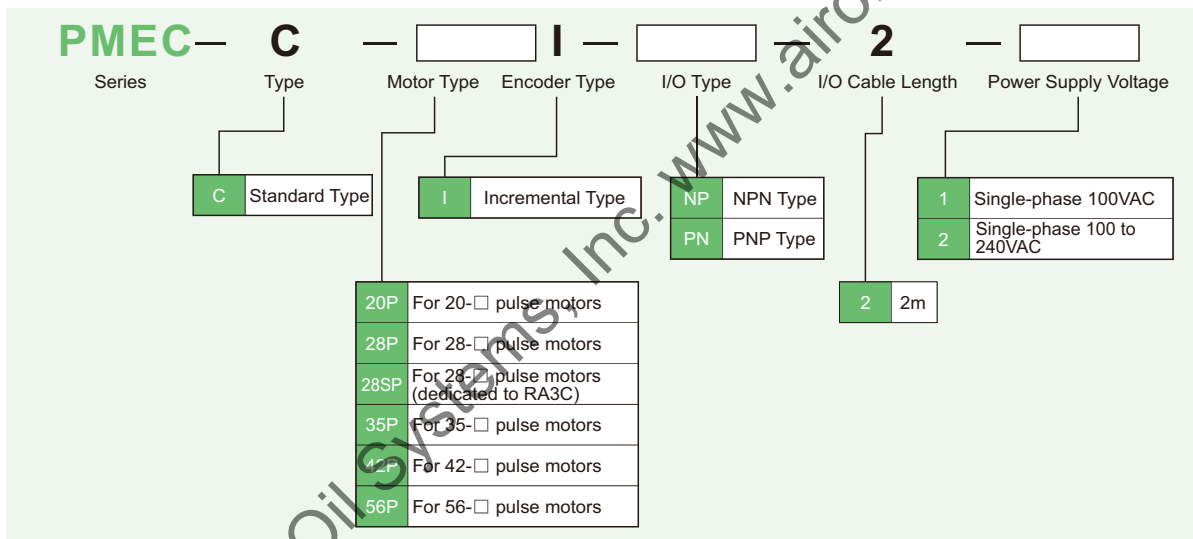 PMEC — C — I — — 2 —
Series Type Motor Type Encoder Type I/O Type I/O Cable Length Power Supply Voltage
C Standard Type
I Incremental Type
NP NPN Type
PN PNP Type
1 Single-phase 100VAC
2 Single-phase 100 to
240VAC
20P For 20-□ pulse motors
28P For 28-□ pulse motors
28SP For 28-□ pulse motors
(dedicated to RA3C)
35P For 35-□ pulse motors
42P For 42-□ pulse motors
56P For 56-□ pulse motors
2 2m
Oil Systems, Inc. www.airo